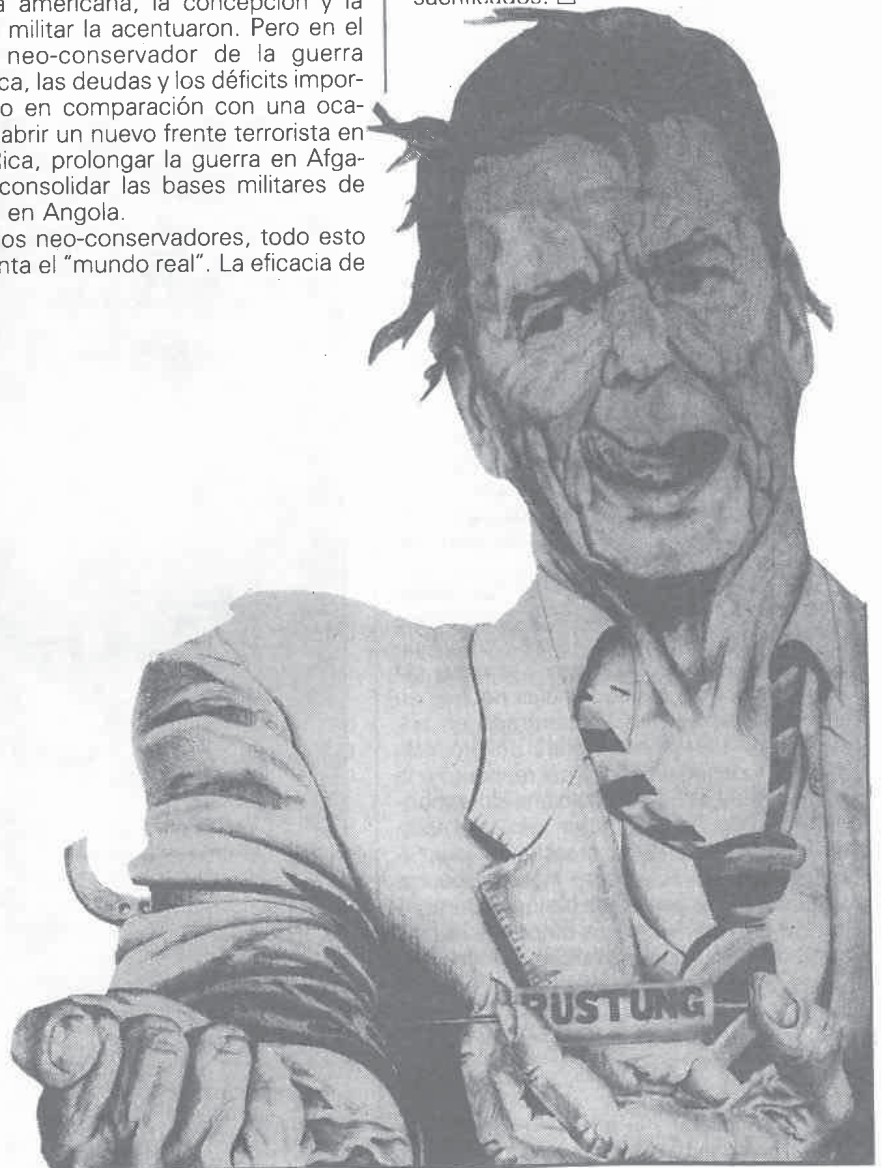 a americana, la concepción y la
militar la acentuaron. Pero en el
neo-conservador de la guerra
ca, las deudas y los déficits impor-
o en comparación con una oca-
abrir un nuevo frente terrorista en
Rica, prolongar la guerra en Afga-
consolidar las bases militares de
en Angola.
os neo-conservadores, todo esto
nta el "mundo real". La eficacia de
RÜSTUNG